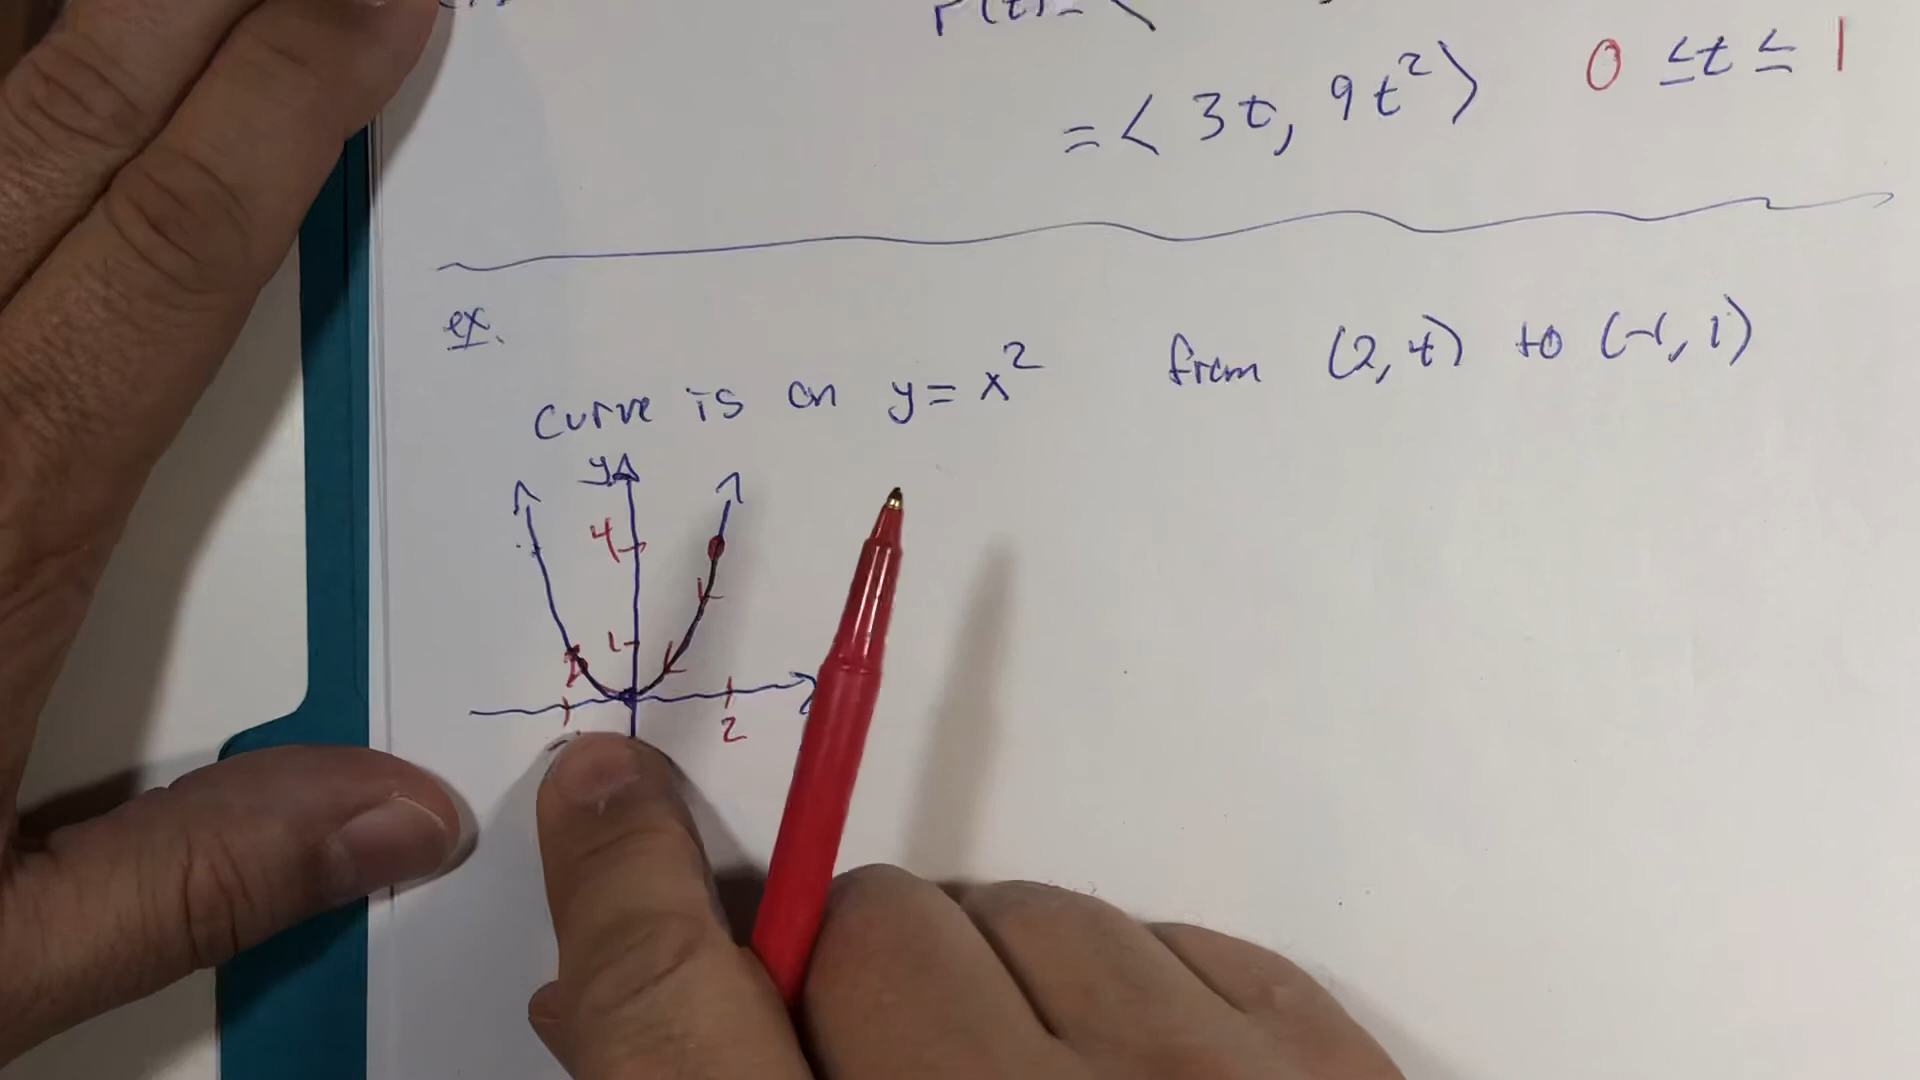 r(t)=⟨
=⟨ 3t, 9t²⟩ 0 ≤ t ≤ 1
ex.
curve is on y = x² from (2,4) to (-1,1)
y
4
1
2